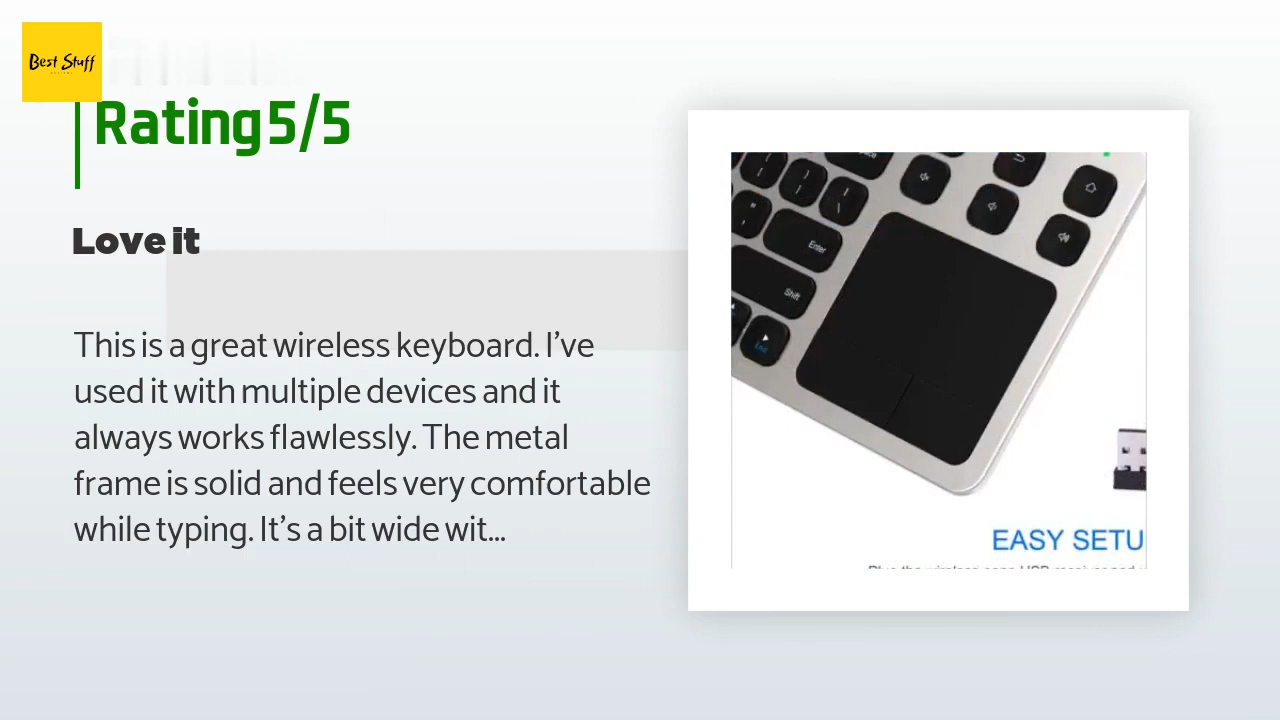 Best Stuff
Rating 5/5
Love it
This is a great wireless keyboard. I've
used it with multiple devices and it
always works flawlessly. The metal
frame is solid and feels very comfortable
while typing. It's a bit wide wit...
Enter
Shift
End
EASY SETU